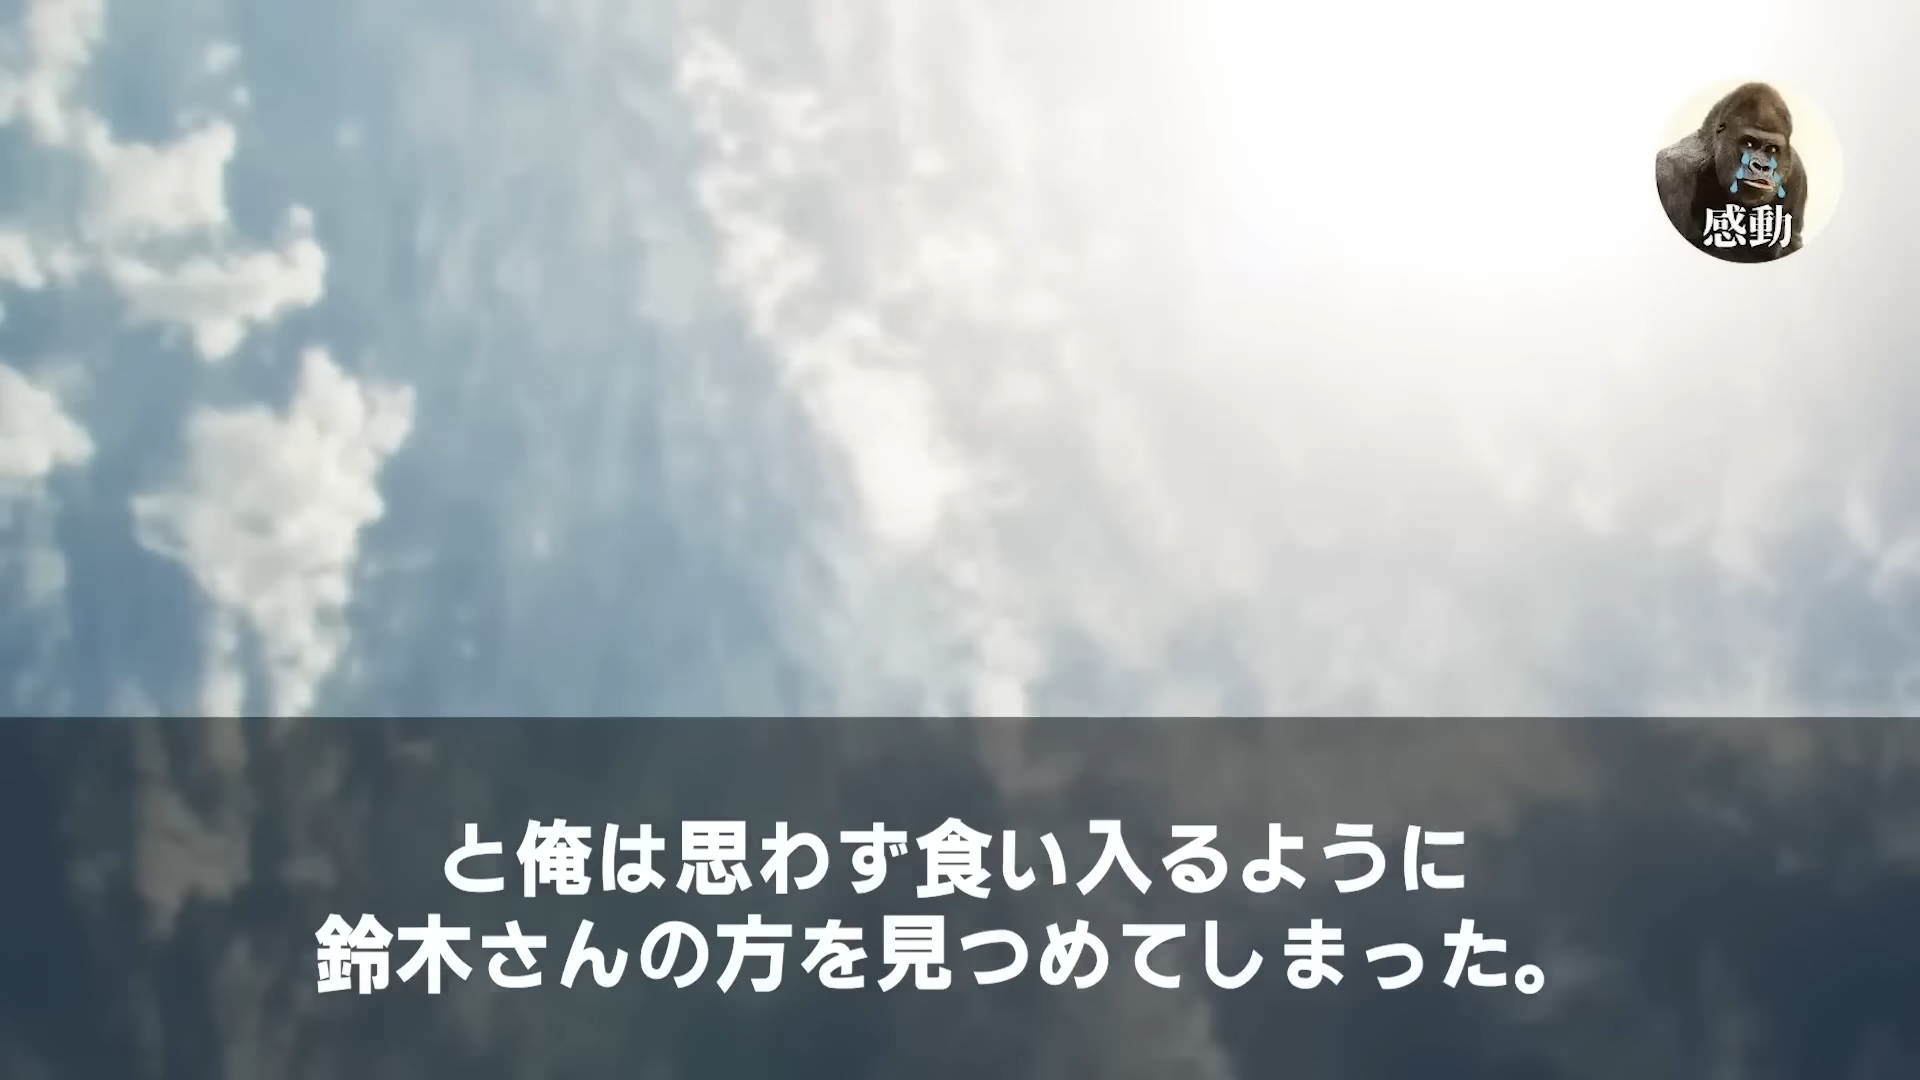 感動
と俺は思わず食い入るように
鈴木さんの方を見つめてしまった。